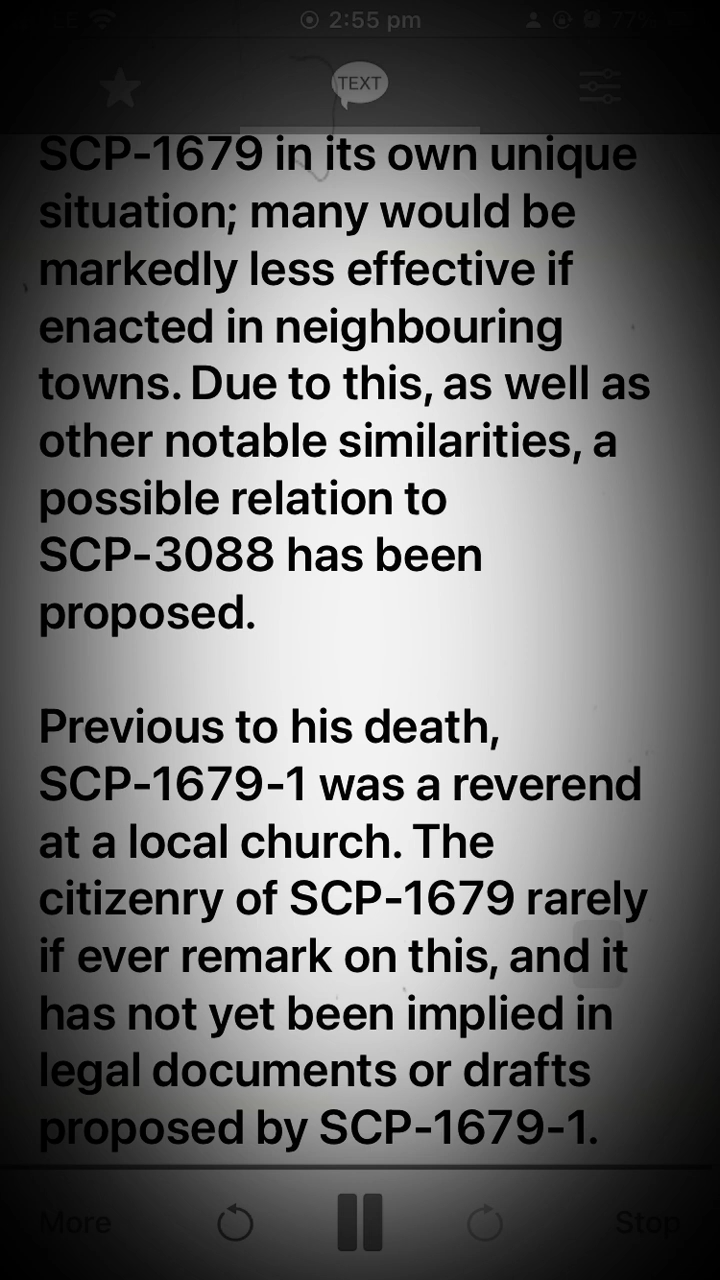 2:55 pm
77%
TEXT
SCP-1679 in its own unique
situation; many would be
markedly less effective if
enacted in neighbouring
towns. Due to this, as well as
other notable similarities, a
possible relation to
SCP-3088 has been
proposed.
Previous to his death,
SCP-1679-1 was a reverend
at a local church. The
citizenry of SCP-1679 rarely
if ever remark on this, and it
has not yet been implied in
legal documents or drafts
proposed by SCP-1679-1.
More
Stop